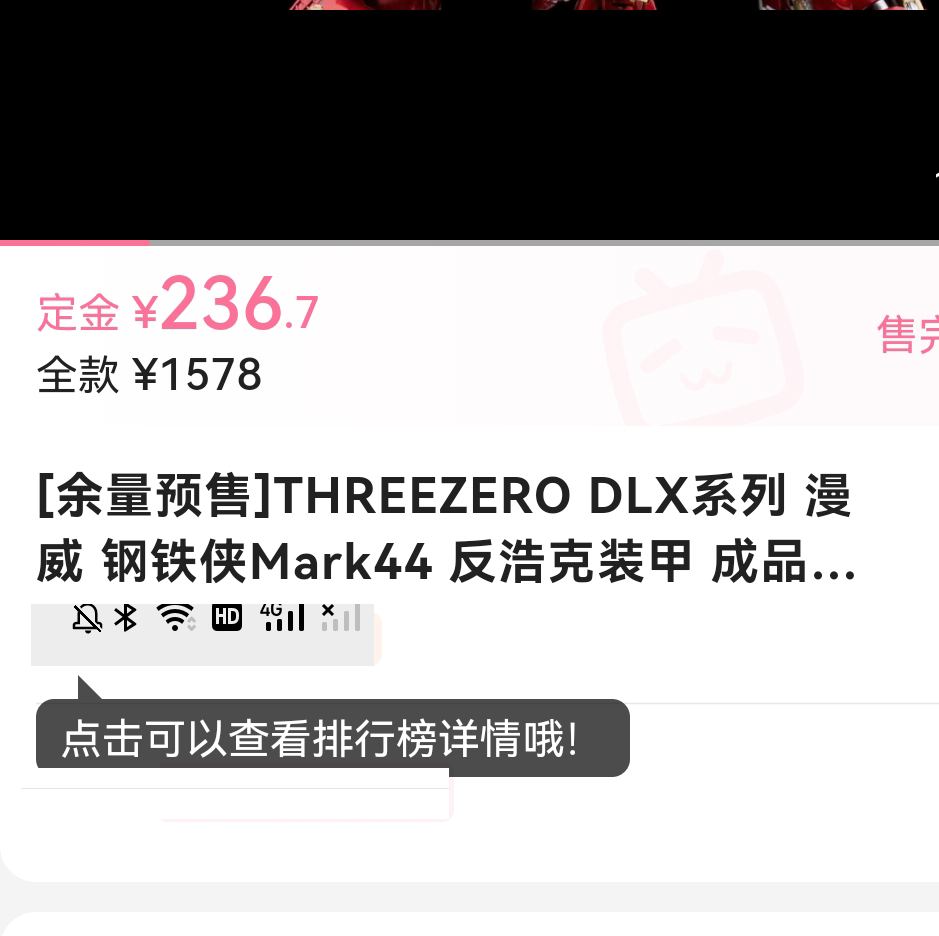 定金 ¥236.7
全款 ¥1578
售完
[余量预售]THREEZERO DLX系列 漫
威 钢铁侠Mark44 反浩克装甲 成品...
HD 4G
点击可以查看排行榜详情哦!